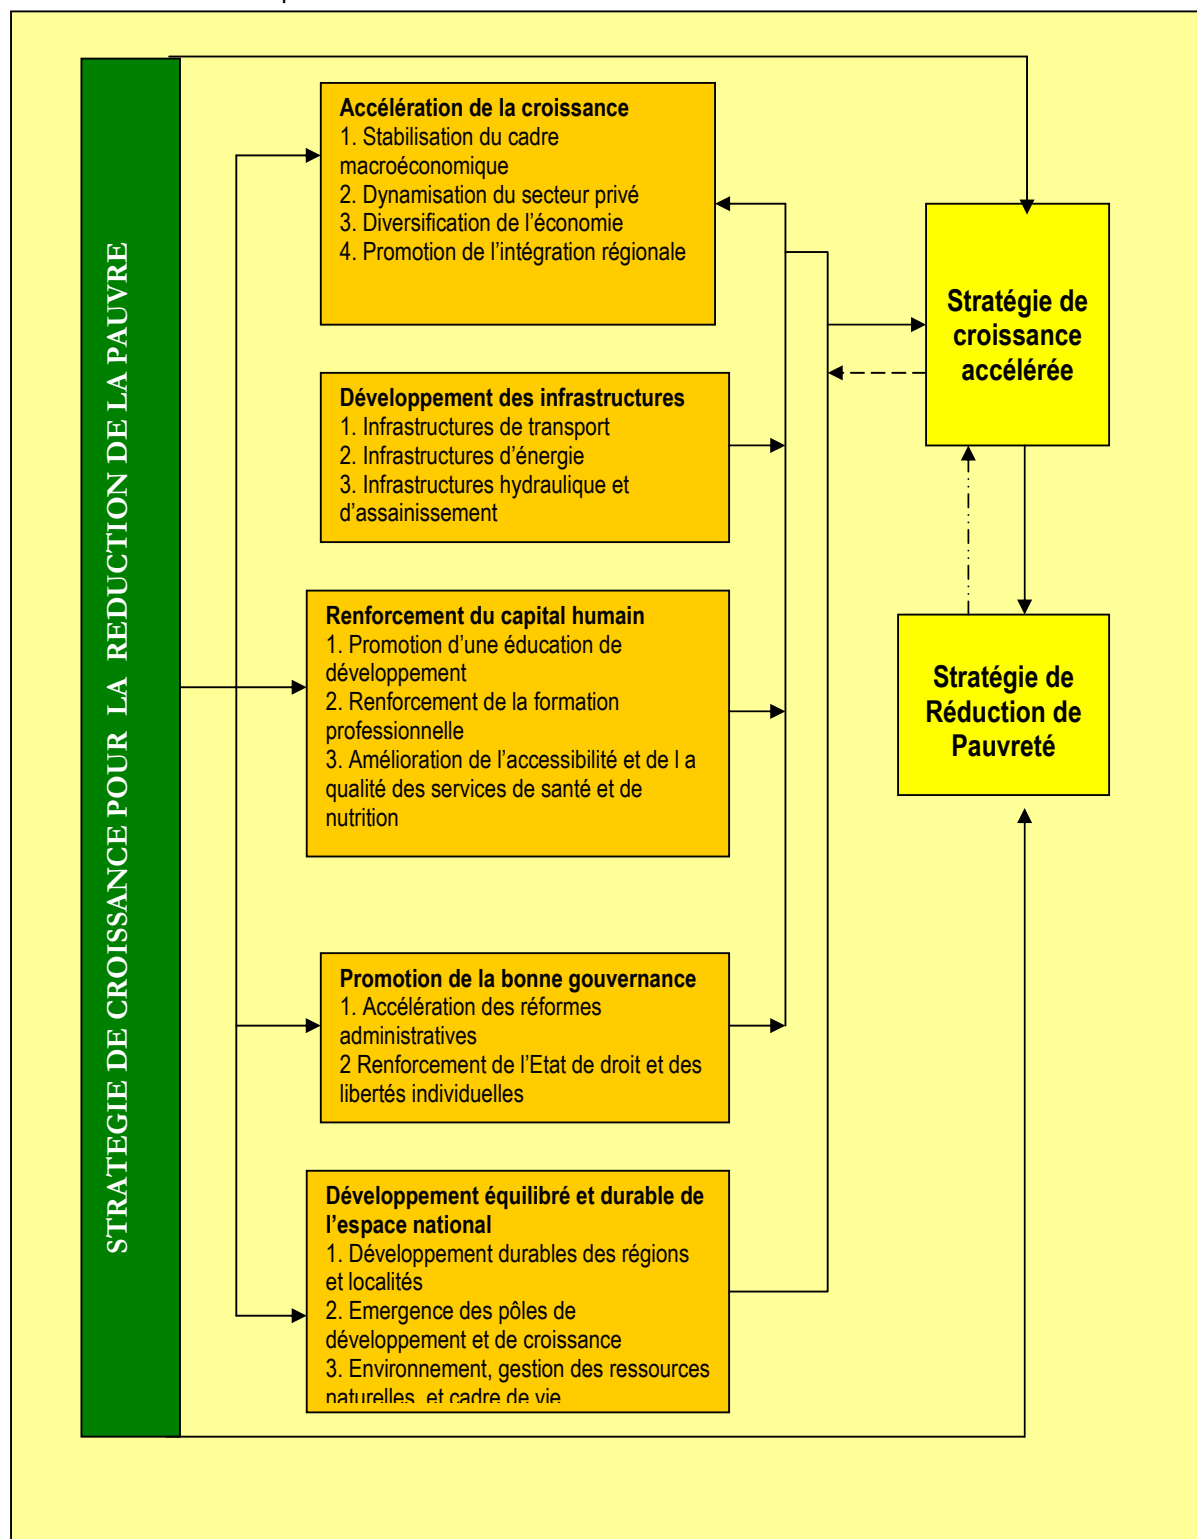 STRATEGIE DE CROISSANCE POUR LA REDUCTION DE LA PAUVRE
Accélération de la croissance
1. Stabilisation du cadre
macroéconomique
2. Dynamisation du secteur privé
3. Diversification de l’économie
4. Promotion de l’intégration régionale
Développement des infrastructures
1. Infrastructures de transport
2. Infrastructures d’énergie
3. Infrastructures hydraulique et
d’assainissement
Renforcement du capital humain
1. Promotion d’une éducation de
développement
2. Renforcement de la formation
professionnelle
3. Amélioration de l’accessibilité et de l a
qualité des services de santé et de
nutrition
Promotion de la bonne gouvernance
1. Accélération des réformes
administratives
2 Renforcement de l’Etat de droit et des
libertés individuelles
Développement équilibré et durable de
l’espace national
1. Développement durables des régions
et localités
2. Emergence des pôles de
développement et de croissance
3. Environnement, gestion des ressources
naturelles et cadre de vie
Stratégie de
croissance
accélérée
Stratégie de
Réduction de
Pauvreté